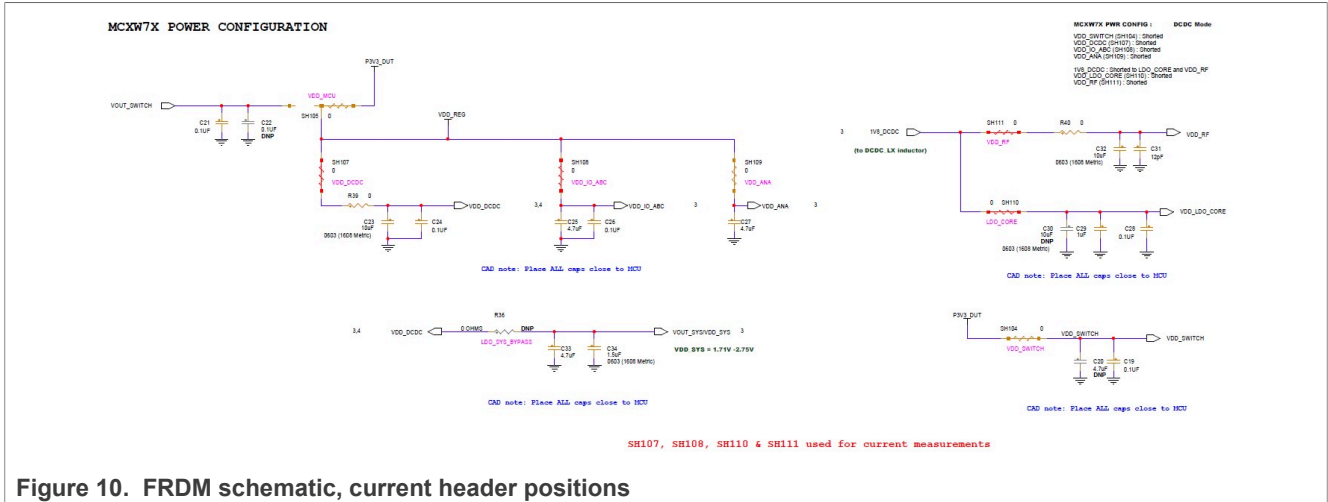 MCXW7X POWER CONFIGURATION
MCXW7X PWR CONFIG : DCDC Mode
VDD_SWITCH (SH104) : Shorted
VDD_DCDC (SH107) : Shorted
VDD_IO_ABC (SH108) : Shorted
VDD_ANA (SH109) : Shorted
1V8_DCDC : Shorted to LDO_CORE and VDD_RF
VDD_LDO_CORE (SH110) : Shorted
VDD_RF (SH111) : Shorted
P3V3_DUT
VDD_MCU
VOUT_SWITCH
SH105 0
C21
0.1UF
C22
0.1UF
DNP
VDD_REG
SH107
0
VDD_DCDC
SH108
0
VDD_IO_ABC
SH109
0
VDD_ANA
R39 0
VDD_DCDC 3,4
VDD_IO_ABC 3
VDD_ANA 3
C23
10uF
0603 (1608 Metric)
C24
0.1UF
C25
4.7uF
C26
0.1UF
C27
4.7uF
CAD note: Place ALL caps close to MCU
3 1V8_DCDC
(to DCDC_LX inductor)
SH111 0
VDD_RF
R40 0
VDD_RF
C32
10uF
0603 (1608 Metric)
C31
12pF
0 SH110
LDO_CORE
VDD_LDO_CORE
C30
10uF
DNP
0603 (1608 Metric)
C29
1uF
C28
0.1UF
CAD note: Place ALL caps close to MCU
3,4 VDD_DCDC
R36
0 OHMS DNP
LDO_SYS_BYPASS
VOUT_SYS/VDD_SYS 3
VDD_SYS = 1.71V -2.75V
C33
4.7uF
C34
1.5uF
0603 (1608 Metric)
CAD note: Place ALL caps close to MCU
P3V3_DUT
SH104 0
VDD_SWITCH
VDD_SWITCH
VDD_SWITCH
C20
4.7uF
DNP
C19
0.1UF
CAD note: Place ALL caps close to MCU
SH107, SH108, SH110 & SH111 used for current measurements
Figure 10. FRDM schematic, current header positions